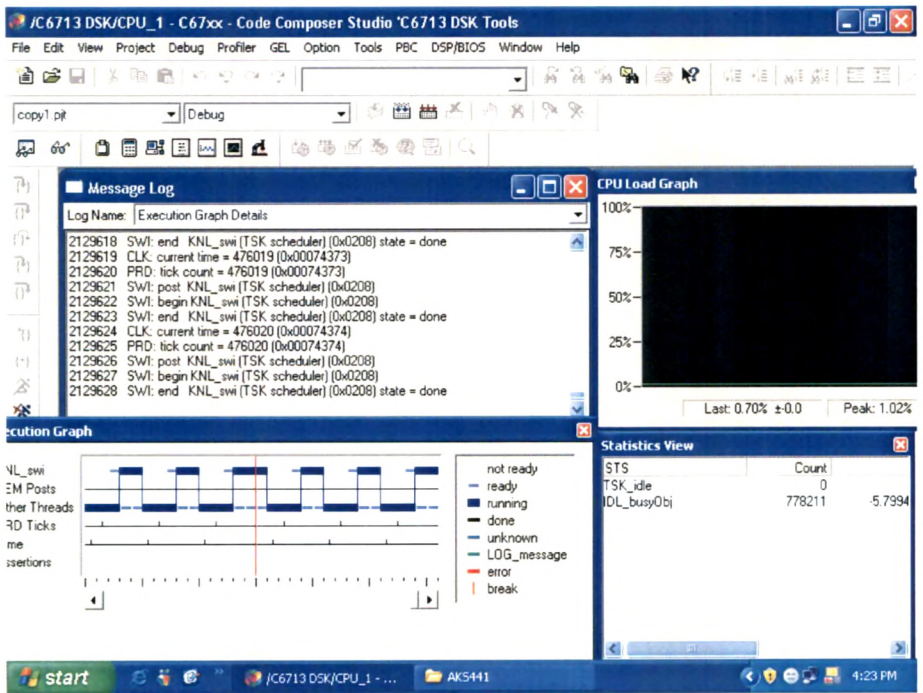 /C6713 DSK/CPU_1 - C67xx - Code Composer Studio 'C6713 DSK Tools
File Edit View Project Debug Profiler GEL Option Tools PBC DSP/BIOS Window Help
copy1.pjt Debug
Message Log
Log Name: Execution Graph Details
2129618 SWI: end KNL_swi (TSK scheduler) (0x0208) state = done
2129619 CLK: current time = 476019 (0x00074373)
2129620 PRD: tick count = 476019 (0x00074373)
2129621 SWI: post KNL_swi (TSK scheduler) (0x0208)
2129622 SWI: begin KNL_swi (TSK scheduler) (0x0208)
2129623 SWI: end KNL_swi (TSK scheduler) (0x0208) state = done
2129624 CLK: current time = 476020 (0x00074374)
2129625 PRD: tick count = 476020 (0x00074374)
2129626 SWI: post KNL_swi (TSK scheduler) (0x0208)
2129627 SWI: begin KNL_swi (TSK scheduler) (0x0208)
2129628 SWI: end KNL_swi (TSK scheduler) (0x0208) state = done
CPU Load Graph
100%
75%
50%
25%
0%
Last: 0.70% ±-0.0 Peak: 1.02%
ecution Graph
NL_swi
EM Posts
ther Threads
RD Ticks
me
ssertions
not ready
ready
running
done
unknown
LOG_message
error
break
Statistics View
STS Count
TSK_idle 0
IDL_busyObj 778211 -5.7994
start /C6713 DSK/CPU_1 - ... AKS441 4:23 PM